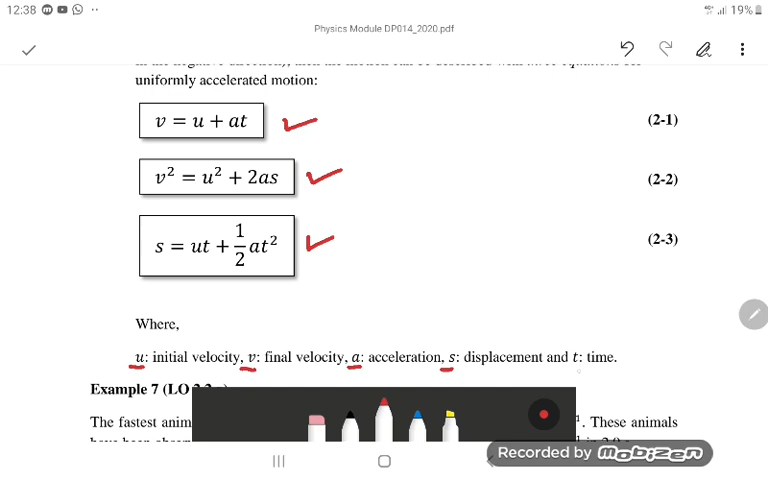 12:38
19%
Physics Module DP014_2020.pdf
uniformly accelerated motion:
v = u + at (2-1)
v² = u² + 2as (2-2)
s = ut + 1/2 at² (2-3)
Where,
u: initial velocity, v: final velocity, a: acceleration, s: displacement and t: time.
Example 7 (LO
The fastest anim . These animals
Recorded by mobizen